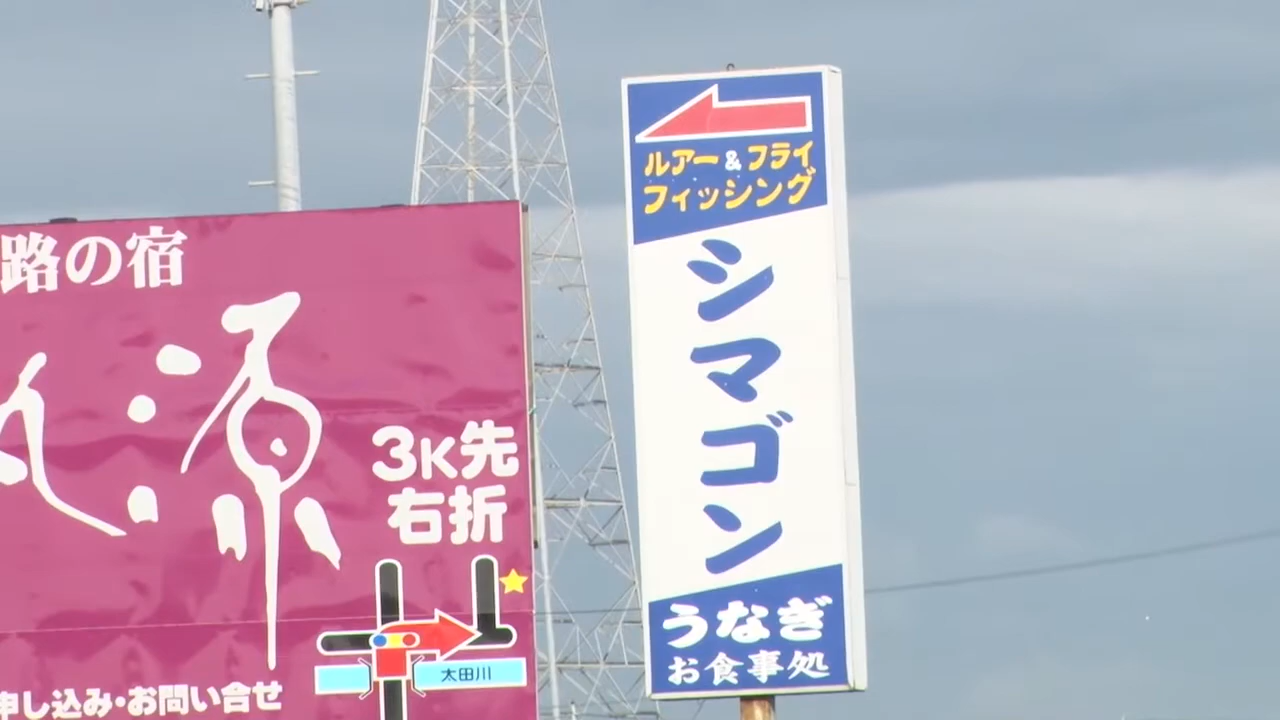 路の宿
源
3K先
右折
太田川
申し込み・お問い合せ
ルアー&フライ
フィッシング
シマゴン
うなぎ
お食事処